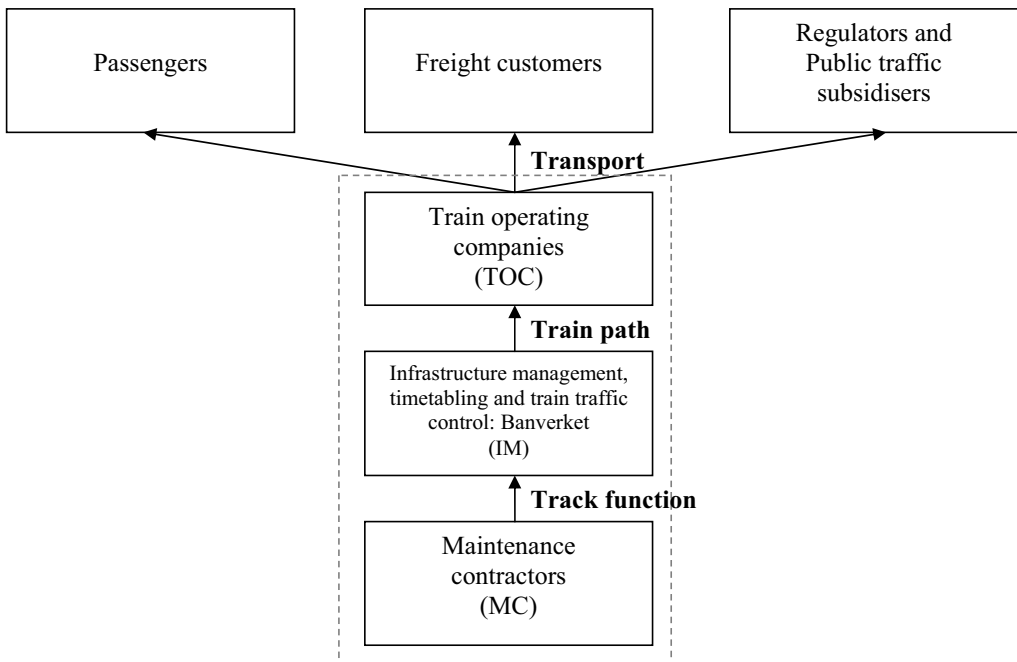 Passengers
Freight customers
Regulators and
Public traffic
subsidisers
Transport
Train operating
companies
(TOC)
Train path
Infrastructure management,
timetabling and train traffic
control: Banverket
(IM)
Track function
Maintenance
contractors
(MC)